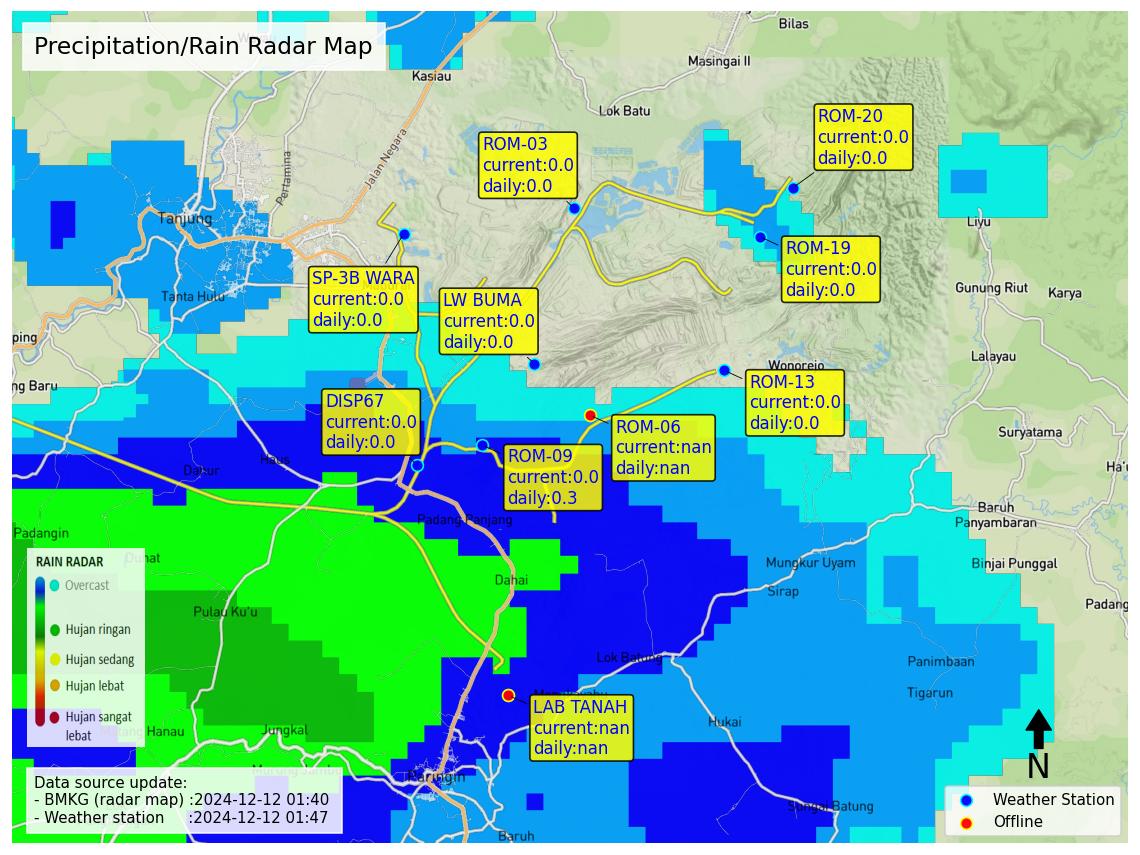 Precipitation/Rain Radar Map
Bilas
Masingai II
Kasiau
Lok Batu
Jalan Negara
Pertamina
ROM-20
current:0.0
daily:0.0
ROM-03
current:0.0
daily:0.0
Tanjung
Liyu
ROM-19
current:0.0
daily:0.0
SP-3B WARA
current:0.0
daily:0.0
LW BUMA
current:0.0
daily:0.0
Tanta Hulu
Gunung Riut
Karya
ping
Lalayau
Wonorejo
ng Baru
ROM-13
current:0.0
daily:0.0
DISP67
current:0.0
daily:0.0
ROM-06
current:nan
daily:nan
Suryatama
ROM-09
current:0.0
daily:0.3
Haus
Dahur
Ha'u
Baruh
Panyambaran
Padang Panjang
Padangin
Duhat
Mungkur Uyam
Binjai Punggal
Dahai
Sirap
Padang
Pulau Ku'u
RAIN RADAR
Overcast
Hujan ringan
Hujan sedang
Hujan lebat
Hujan sangat
lebat
Lok Batung
Panimbaan
Tigarun
LAB TANAH
current:nan
daily:nan
Hukai
Jungkal
Hanau
Paringin
Sungai Batung
Baruh
N
Data source update:
- BMKG (radar map) :2024-12-12 01:40
- Weather station :2024-12-12 01:47
Weather Station
Offline